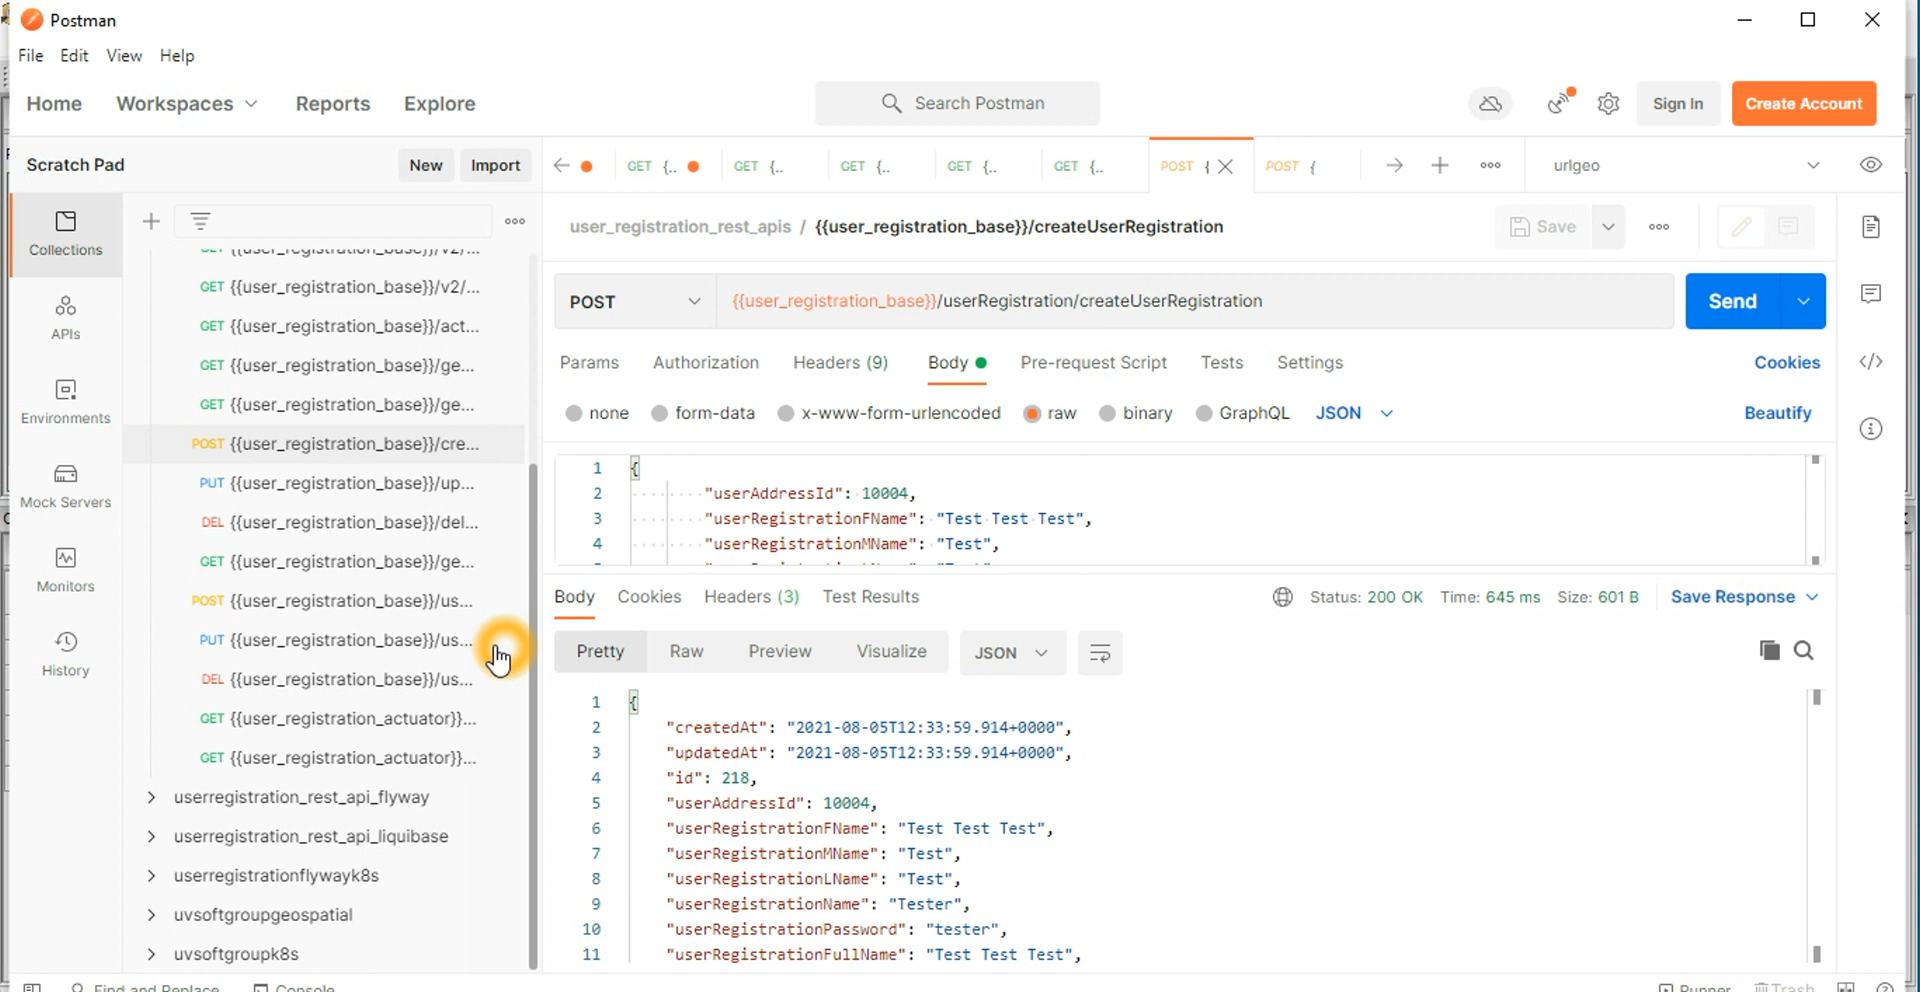 Postman
File Edit View Help
Home Workspaces Reports Explore Search Postman Sign In Create Account
Scratch Pad New Import GET {.. GET {.. GET {.. GET {.. GET {.. POST { POST { urlgeo
Collections
APIs
Environments
Mock Servers
Monitors
History
GET {{user_registration_base}}/v2/...
GET {{user_registration_base}}/v2/...
GET {{user_registration_base}}/act...
GET {{user_registration_base}}/ge...
GET {{user_registration_base}}/ge...
POST {{user_registration_base}}/cre...
PUT {{user_registration_base}}/up...
DEL {{user_registration_base}}/del...
GET {{user_registration_base}}/ge...
POST {{user_registration_base}}/us...
PUT {{user_registration_base}}/us...
DEL {{user_registration_base}}/us...
GET {{user_registration_actuator}}...
GET {{user_registration_actuator}}...
userregistration_rest_api_flyway
userregistration_rest_api_liquibase
userregistrationflywayk8s
uvsoftgroupgeospatial
uvsoftgroupk8s
user_registration_rest_apis / {{user_registration_base}}/createUserRegistration Save
POST {{user_registration_base}}/userRegistration/createUserRegistration Send
Params Authorization Headers (9) Body Pre-request Script Tests Settings Cookies
none form-data x-www-form-urlencoded raw binary GraphQL JSON Beautify
1 {
2 "userAddressId": 10004,
3 "userRegistrationFName": "Test Test Test",
4 "userRegistrationMName": "Test",
Body Cookies Headers (3) Test Results Status: 200 OK Time: 645 ms Size: 601 B Save Response
Pretty Raw Preview Visualize JSON
1 {
2 "createdAt": "2021-08-05T12:33:59.914+0000",
3 "updatedAt": "2021-08-05T12:33:59.914+0000",
4 "id": 218,
5 "userAddressId": 10004,
6 "userRegistrationFName": "Test Test Test",
7 "userRegistrationMName": "Test",
8 "userRegistrationLName": "Test",
9 "userRegistrationName": "Tester",
10 "userRegistrationPassword": "tester",
11 "userRegistrationFullName": "Test Test Test",
Find and Replace Console Runner Trash